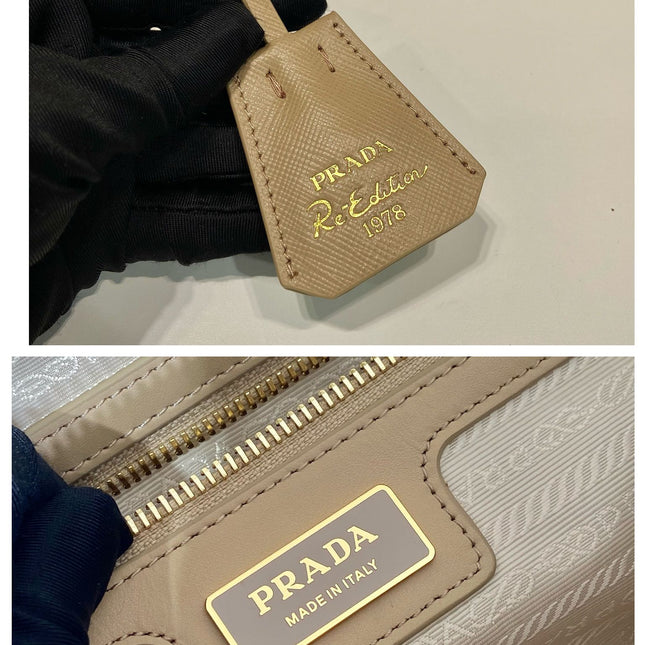 PRADA
Re-Edition
1978
PRADA
MADE IN ITALY